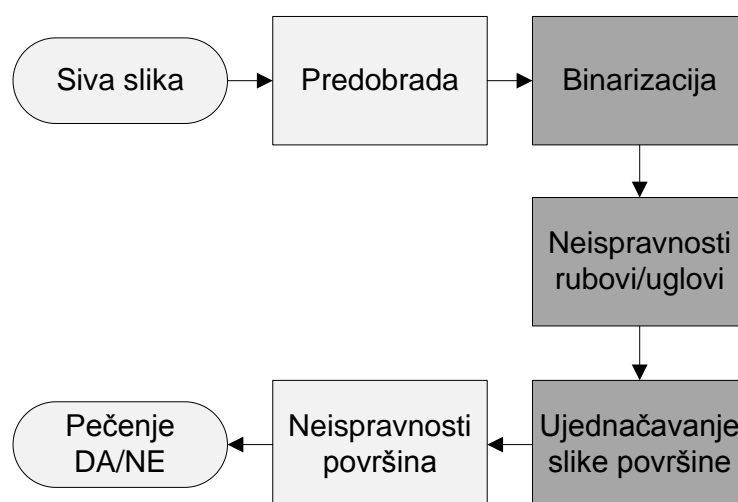 Siva slika
Predobrada
Binarizacija
Neispravnosti
rubovi/uglovi
Ujednačavanje
slike površine
Neispravnosti
površina
Pečenje
DA/NE